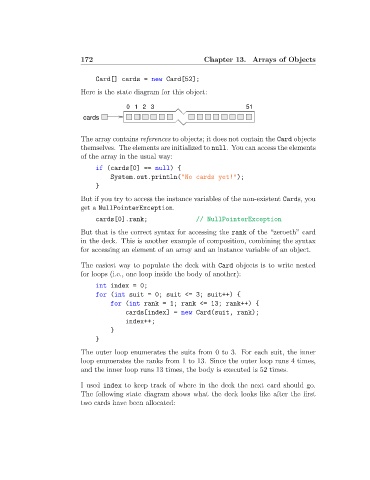 172 Chapter 13. Arrays of Objects
Card[] cards = new Card[52];
Here is the state diagram for this object:
0 1 2 3 51
cards
The array contains references to objects; it does not contain the Card objects
themselves. The elements are initialized to null. You can access the elements
of the array in the usual way:
if (cards[0] == null) {
System.out.println("No cards yet!");
}
But if you try to access the instance variables of the non-existent Cards, you
get a NullPointerException.
cards[0].rank; // NullPointerException
But that is the correct syntax for accessing the rank of the "zeroeth" card
in the deck. This is another example of composition, combining the syntax
for accessing an element of an array and an instance variable of an object.
The easiest way to populate the deck with Card objects is to write nested
for loops (i.e., one loop inside the body of another):
int index = 0;
for (int suit = 0; suit <= 3; suit++) {
for (int rank = 1; rank <= 13; rank++) {
cards[index] = new Card(suit, rank);
index++;
}
}
The outer loop enumerates the suits from 0 to 3. For each suit, the inner
loop enumerates the ranks from 1 to 13. Since the outer loop runs 4 times,
and the inner loop runs 13 times, the body is executed is 52 times.
I used index to keep track of where in the deck the next card should go.
The following state diagram shows what the deck looks like after the first
two cards have been allocated: